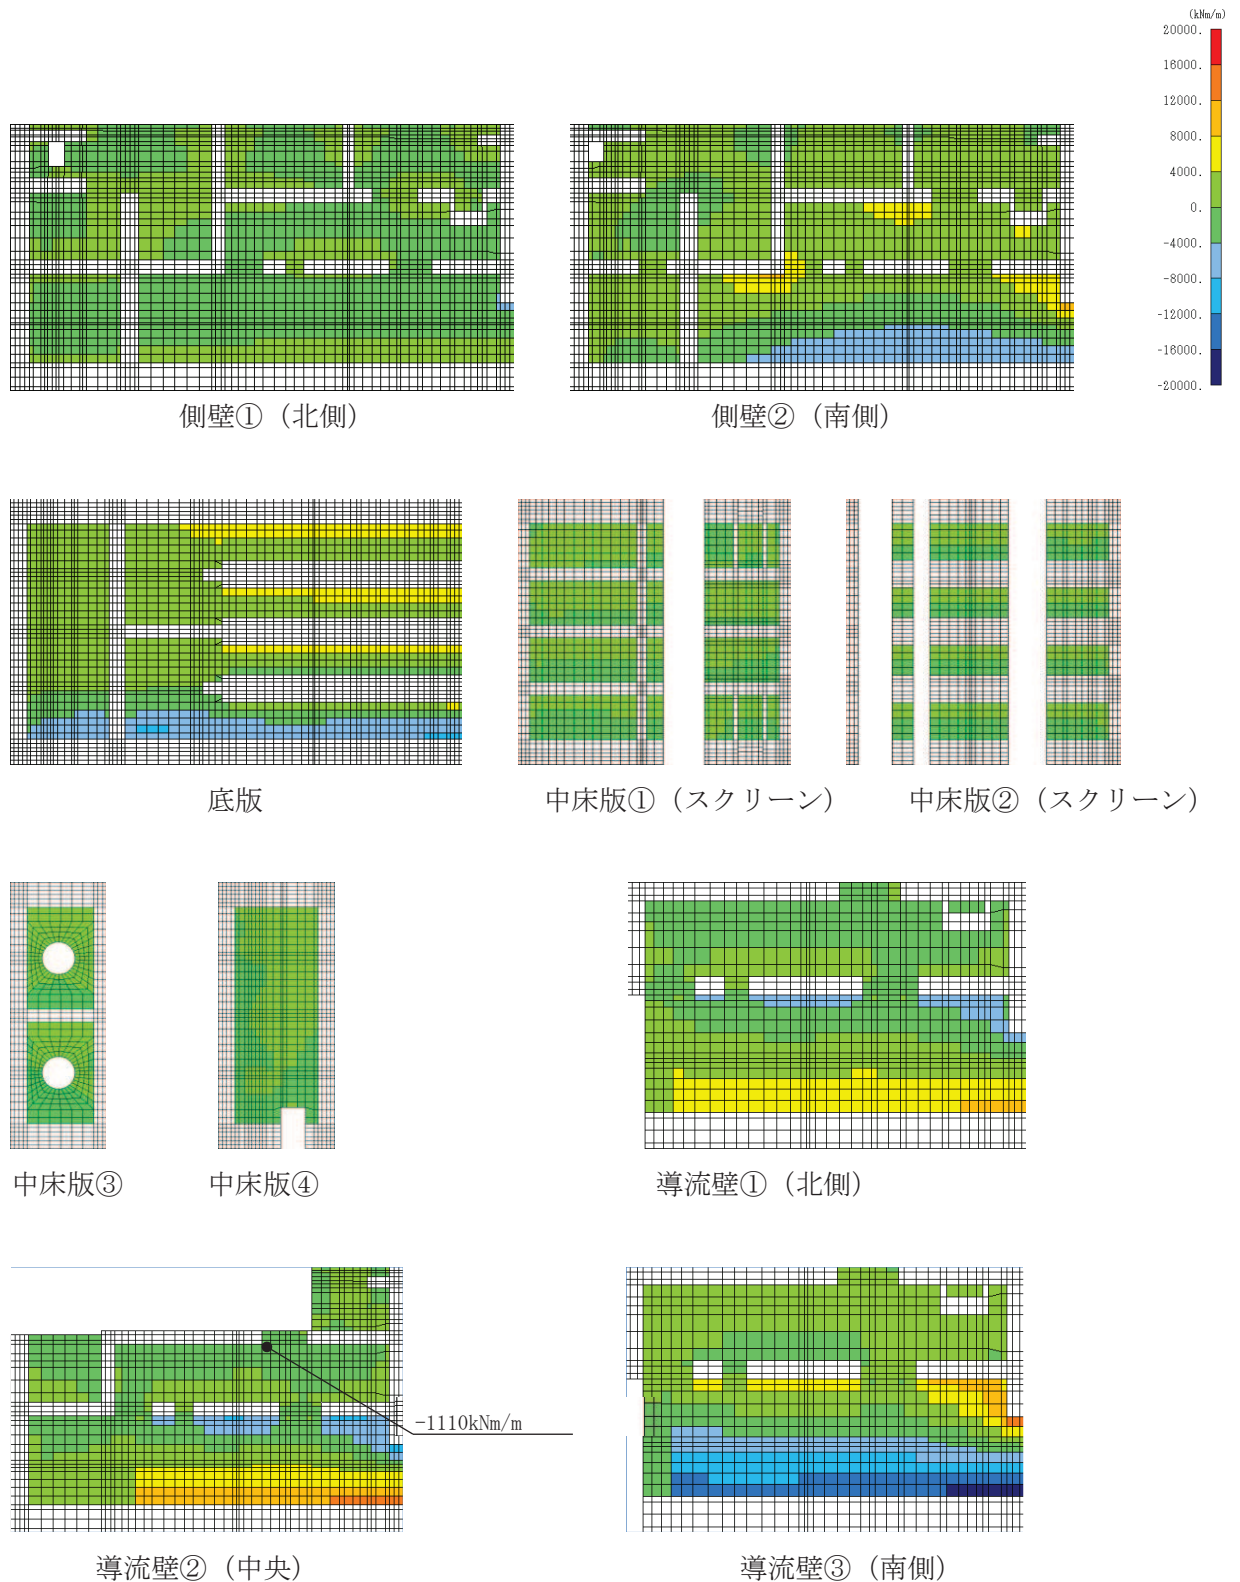 (kNm/m)
20000.
16000.
12000.
8000.
4000.
0.
-4000.
-8000.
-12000.
-16000.
-20000.
側壁①（北側）
側壁②（南側）
底版
中床版①（スクリーン）
中床版②（スクリーン）
中床版③
中床版④
導流壁①（北側）
-1110kNm/m
導流壁②（中央）
導流壁③（南側）